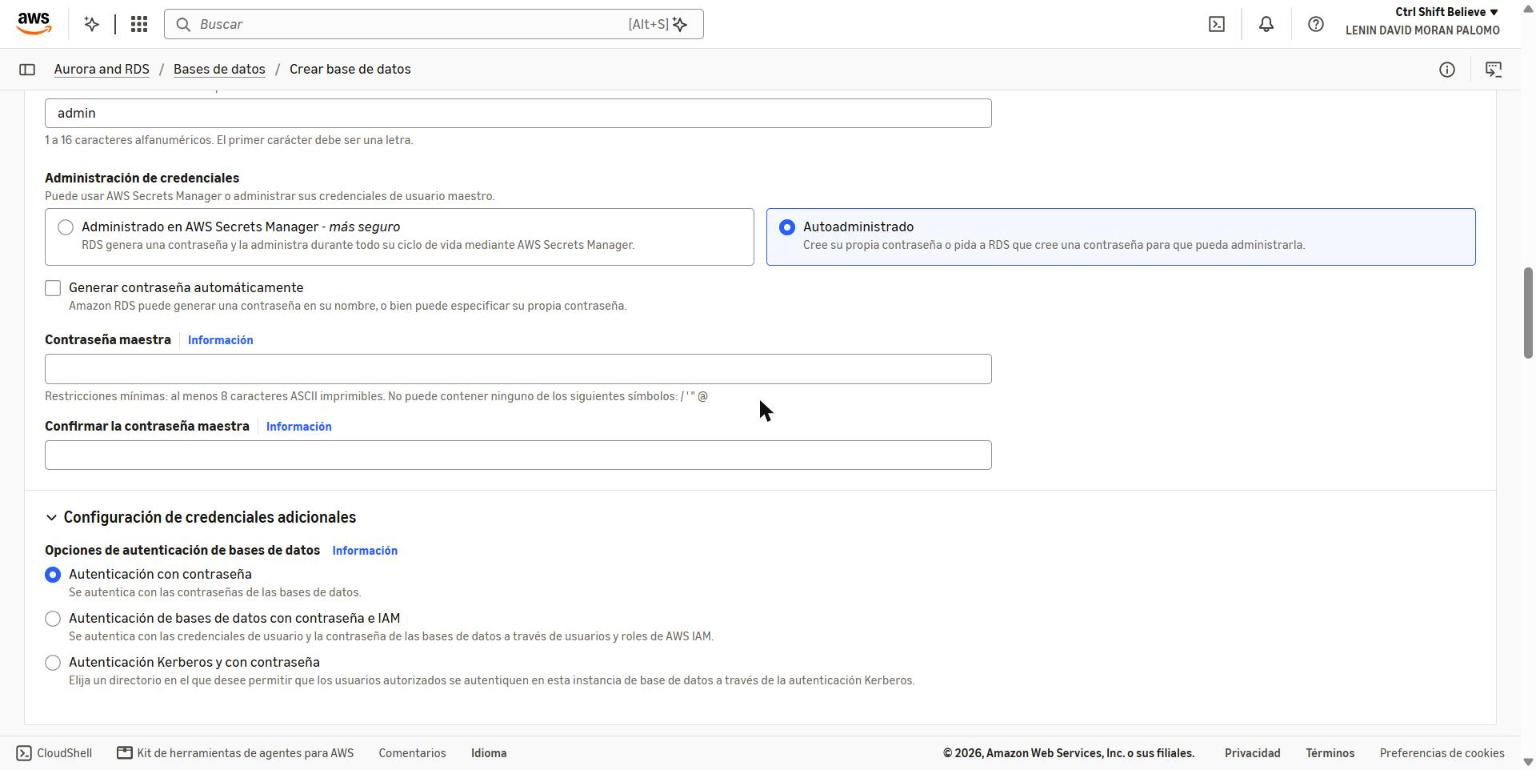 aws
Buscar
[Alt+S]
Ctrl Shift Believe
LENIN DAVID MORAN PALOMO
Aurora and RDS / Bases de datos / Crear base de datos
admin
1 a 16 caracteres alfanuméricos. El primer carácter debe ser una letra.
Administración de credenciales
Puede usar AWS Secrets Manager o administrar sus credenciales de usuario maestro.
Administrado en AWS Secrets Manager - más seguro
RDS genera una contraseña y la administra durante todo su ciclo de vida mediante AWS Secrets Manager.
Autoadministrado
Cree su propia contraseña o pida a RDS que cree una contraseña para que pueda administrarla.
Generar contraseña automáticamente
Amazon RDS puede generar una contraseña en su nombre, o bien puede especificar su propia contraseña.
Contraseña maestra Información
Restricciones mínimas: al menos 8 caracteres ASCII imprimibles. No puede contener ninguno de los siguientes símbolos: / ' " @
Confirmar la contraseña maestra Información
Configuración de credenciales adicionales
Opciones de autenticación de bases de datos Información
Autenticación con contraseña
Se autentica con las contraseñas de las bases de datos.
Autenticación de bases de datos con contraseña e IAM
Se autentica con las credenciales de usuario y la contraseña de las bases de datos a través de usuarios y roles de AWS IAM.
Autenticación Kerberos y con contraseña
Elija un directorio en el que desee permitir que los usuarios autorizados se autentiquen en esta instancia de base de datos a través de la autenticación Kerberos.
CloudShell Kit de herramientas de agentes para AWS Comentarios Idioma © 2026, Amazon Web Services, Inc. o sus filiales. Privacidad Términos Preferencias de cookies